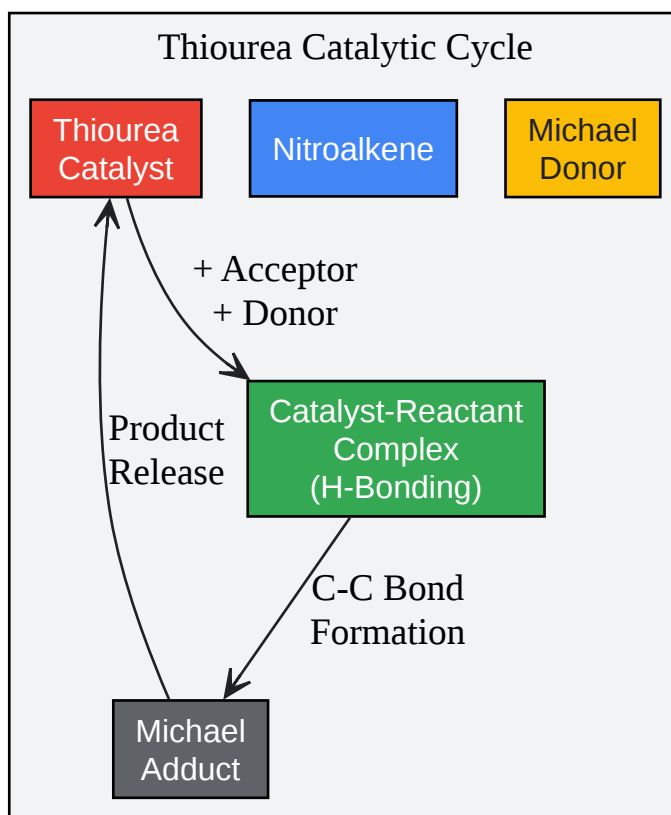 Thiourea Catalytic Cycle
Thiourea
Catalyst
Nitroalkene
Michael
Donor
+ Acceptor
+ Donor
Catalyst-Reactant
Complex
(H-Bonding)
Product
Release
C-C Bond
Formation
Michael
Adduct